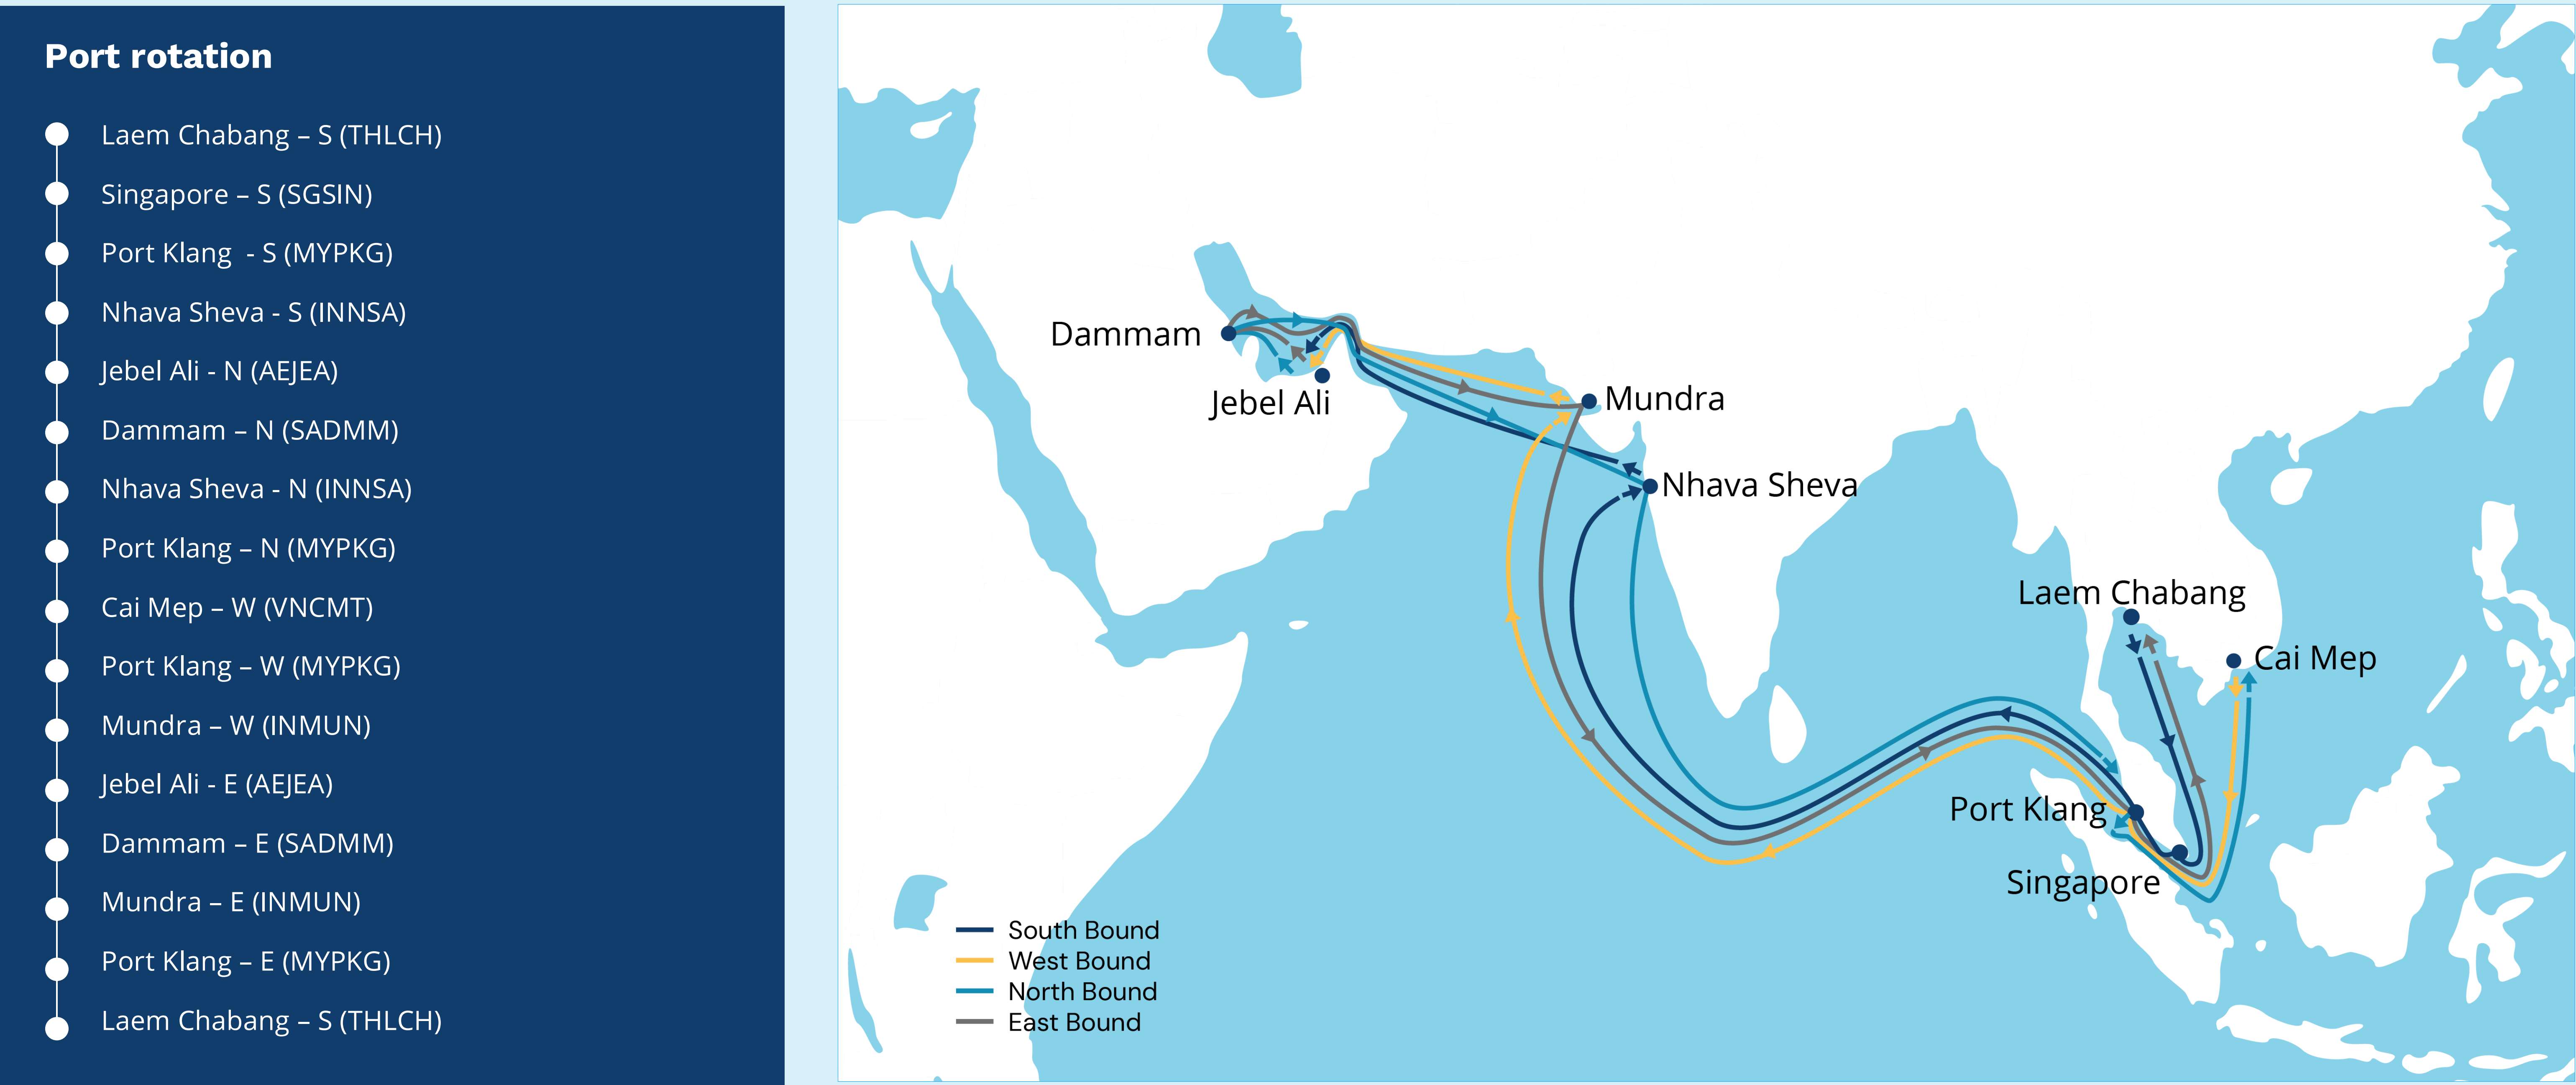 Port rotation
Laem Chabang – S (THLCH)
Singapore – S (SGSIN)
Port Klang  - S (MYPKG)
Nhava Sheva - S (INNSA)
Jebel Ali - N (AEJEA)
Dammam – N (SADMM)
Nhava Sheva - N (INNSA)
Port Klang – N (MYPKG)
Cai Mep – W (VNCMT)
Port Klang – W (MYPKG)
Mundra – W (INMUN)
Jebel Ali - E (AEJEA)
Dammam – E (SADMM)
Mundra – E (INMUN)
Port Klang – E (MYPKG)
Laem Chabang – S (THLCH)
Dammam
Jebel Ali
Mundra
Nhava Sheva
Laem Chabang
Cai Mep
Port Klang
Singapore
South Bound
West Bound
North Bound
East Bound